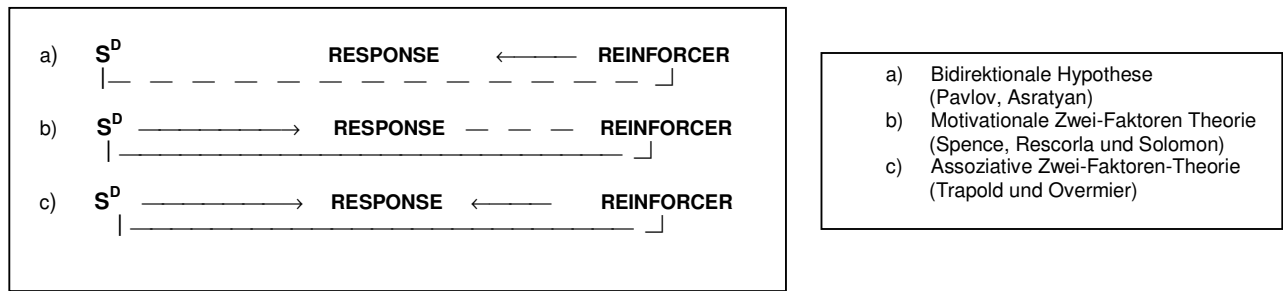 a) S^D RESPONSE ←——— REINFORCER
b) S^D ————→ RESPONSE — — — REINFORCER
c) S^D ————→ RESPONSE ←—— REINFORCER
a) Bidirektionale Hypothese
(Pavlov, Asratyan)
b) Motivationale Zwei-Faktoren Theorie
(Spence, Rescorla und Solomon)
c) Assoziative Zwei-Faktoren-Theorie
(Trapold und Overmier)